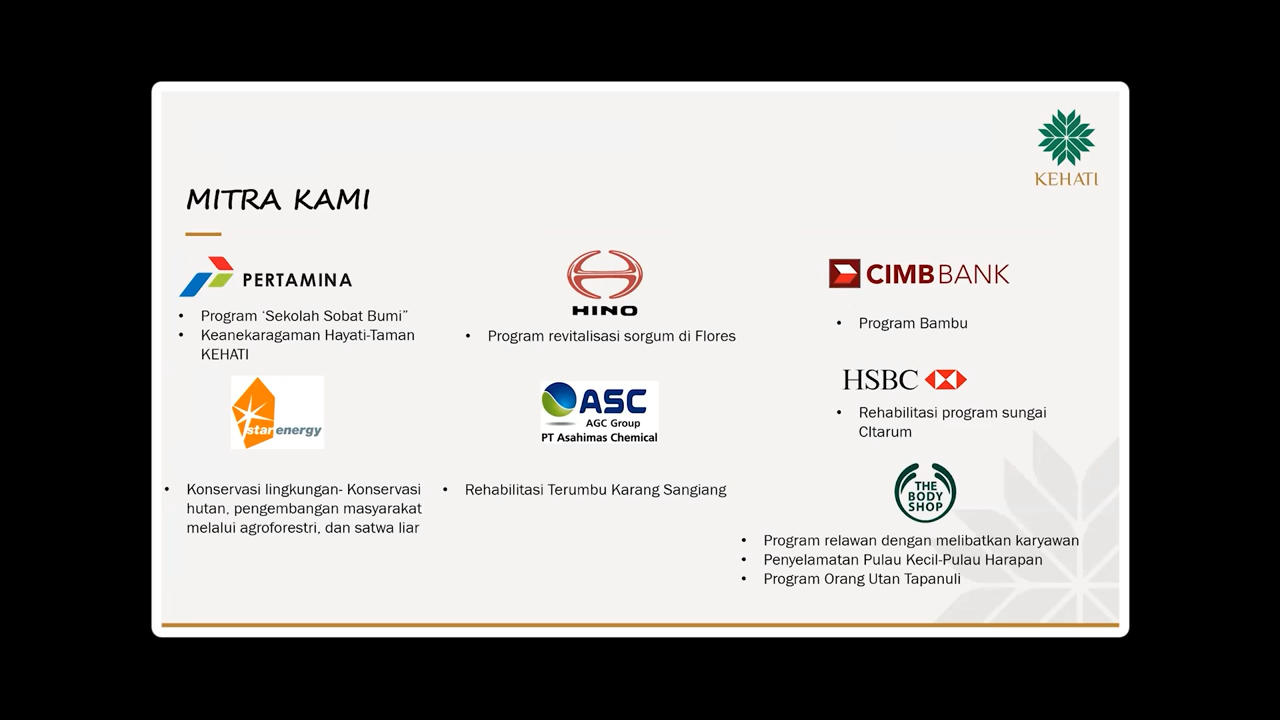 KEHATI
MITRA KAMI
PERTAMINA
• Program ‘Sekolah Sobat Bumi”
• Keanekaragaman Hayati-Taman
KEHATI
HINO
• Program revitalisasi sorgum di Flores
CIMB BANK
• Program Bambu
star energy
• Konservasi lingkungan- Konservasi
hutan, pengembangan masyarakat
melalui agroforestri, dan satwa liar
ASC
AGC Group
PT Asahimas Chemical
• Rehabilitasi Terumbu Karang Sangiang
HSBC
• Rehabilitasi program sungai
CItarum
THE
BODY
SHOP
• Program relawan dengan melibatkan karyawan
• Penyelamatan Pulau Kecil-Pulau Harapan
• Program Orang Utan Tapanuli